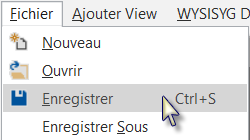 Fichier Ajouter View WYSISYG D
Nouveau
Ouvrir
Enregistrer Ctrl+S
Enregistrer Sous